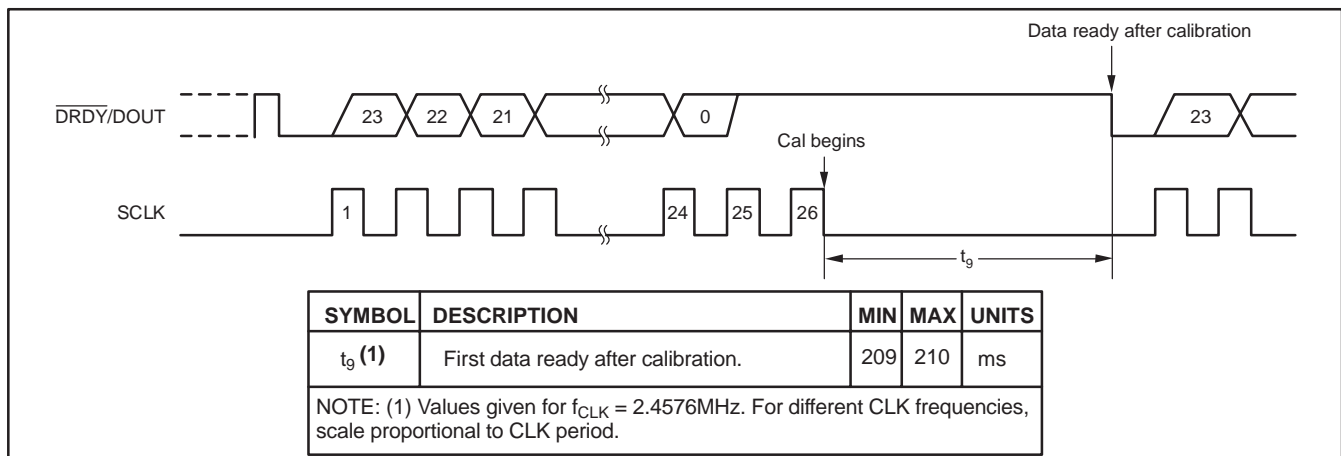 Data ready after calibration
DRDY/DOUT
23 22 21 0 23
Cal begins
SCLK
1 24 25 26
t9
SYMBOL DESCRIPTION MIN MAX UNITS
t9 (1) First data ready after calibration. 209 210 ms
NOTE: (1) Values given for fCLK = 2.4576MHz. For different CLK frequencies,
scale proportional to CLK period.